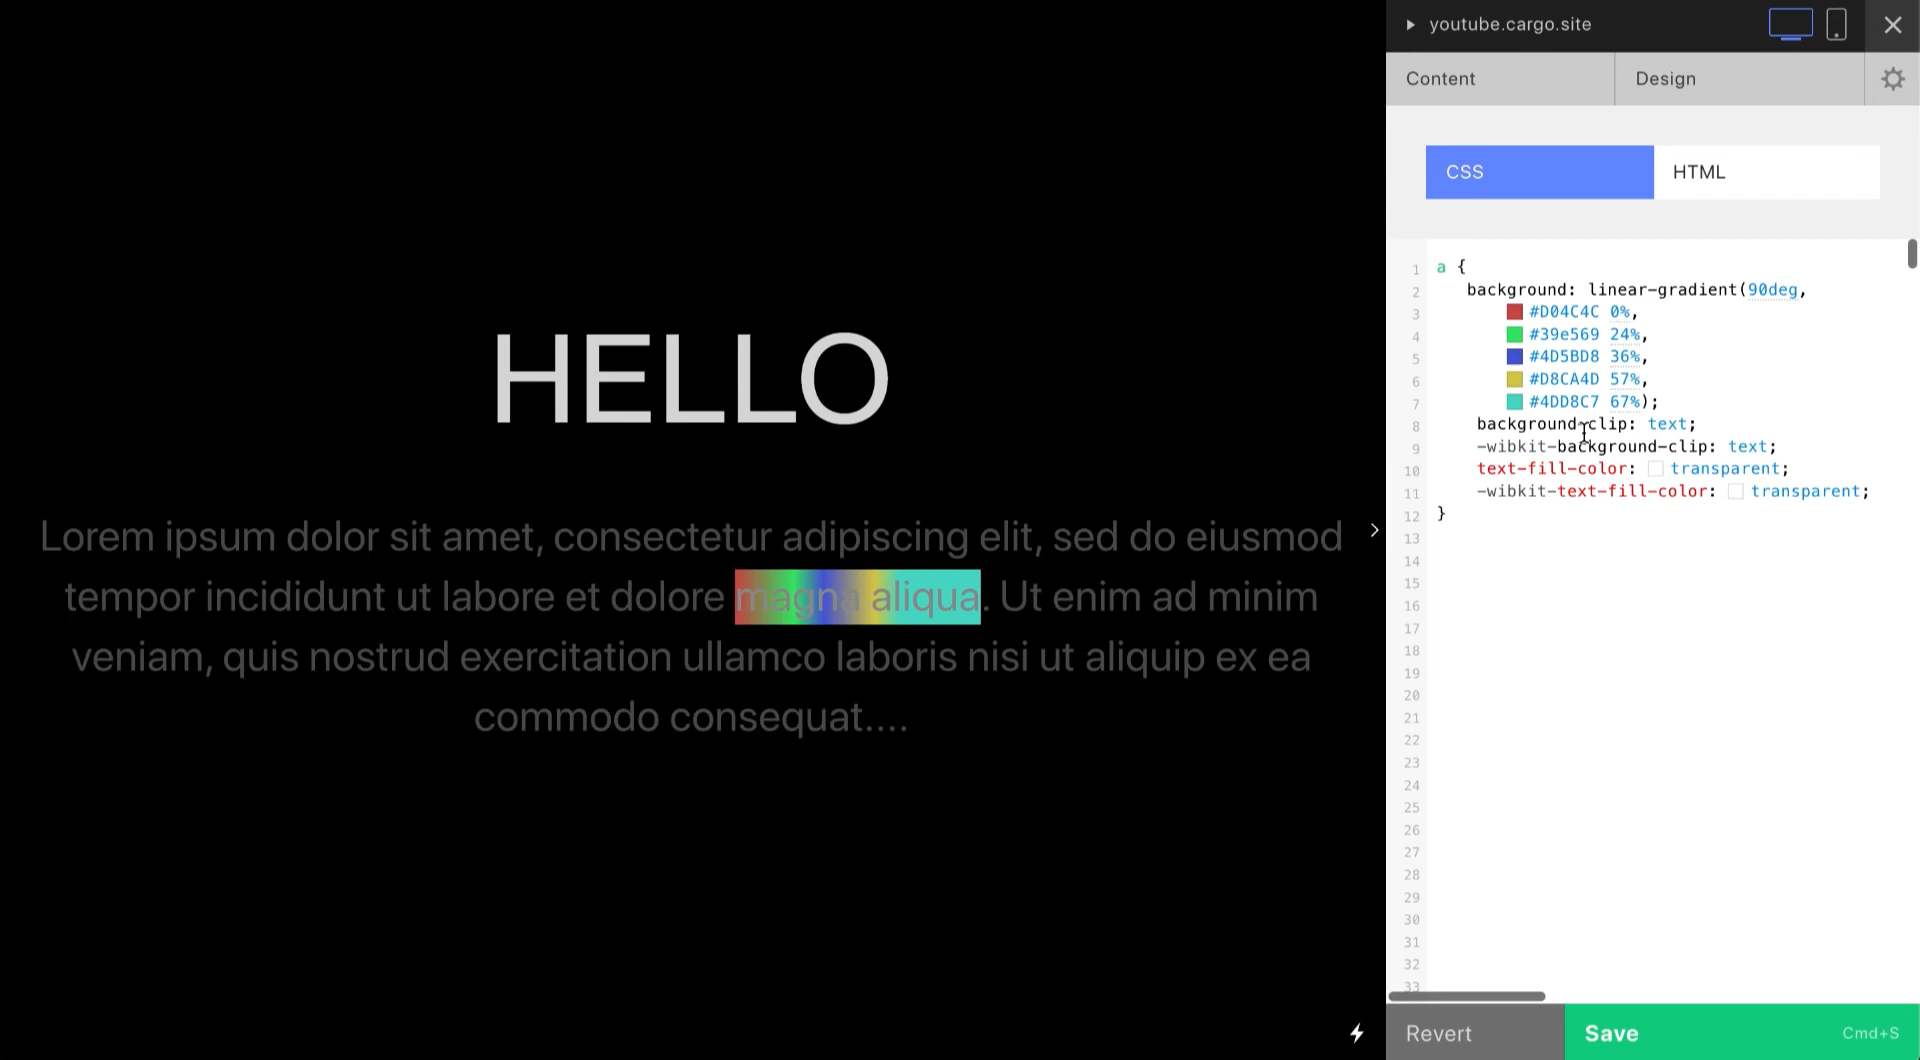 youtube.cargo.site
Content
Design
CSS
HTML
HELLO
Lorem ipsum dolor sit amet, consectetur adipiscing elit, sed do eiusmod
tempor incididunt ut labore et dolore magna aliqua. Ut enim ad minim
veniam, quis nostrud exercitation ullamco laboris nisi ut aliquip ex ea
commodo consequat....
1 a {
2 background: linear-gradient(90deg,
3 #D04C4C 0%,
4 #39e569 24%,
5 #4D5BD8 36%,
6 #D8CA4D 57%,
7 #4DD8C7 67%);
8 background-clip: text;
9 -wibkit-background-clip: text;
10 text-fill-color: transparent;
11 -wibkit-text-fill-color: transparent;
12 }
13
14
15
16
17
18
19
20
21
22
23
24
25
26
27
28
29
30
31
32
33
Revert
Save
Cmd+S